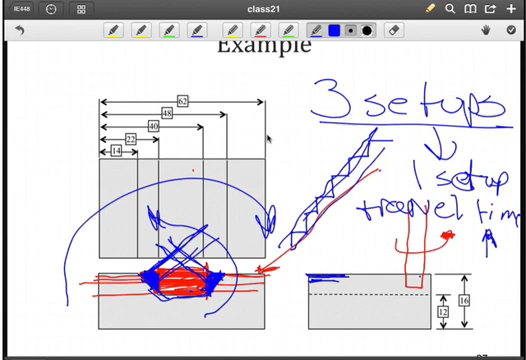 IE448
class21
Example
62
48
40
22
14
3 setups
1 setup
travel time
16
12